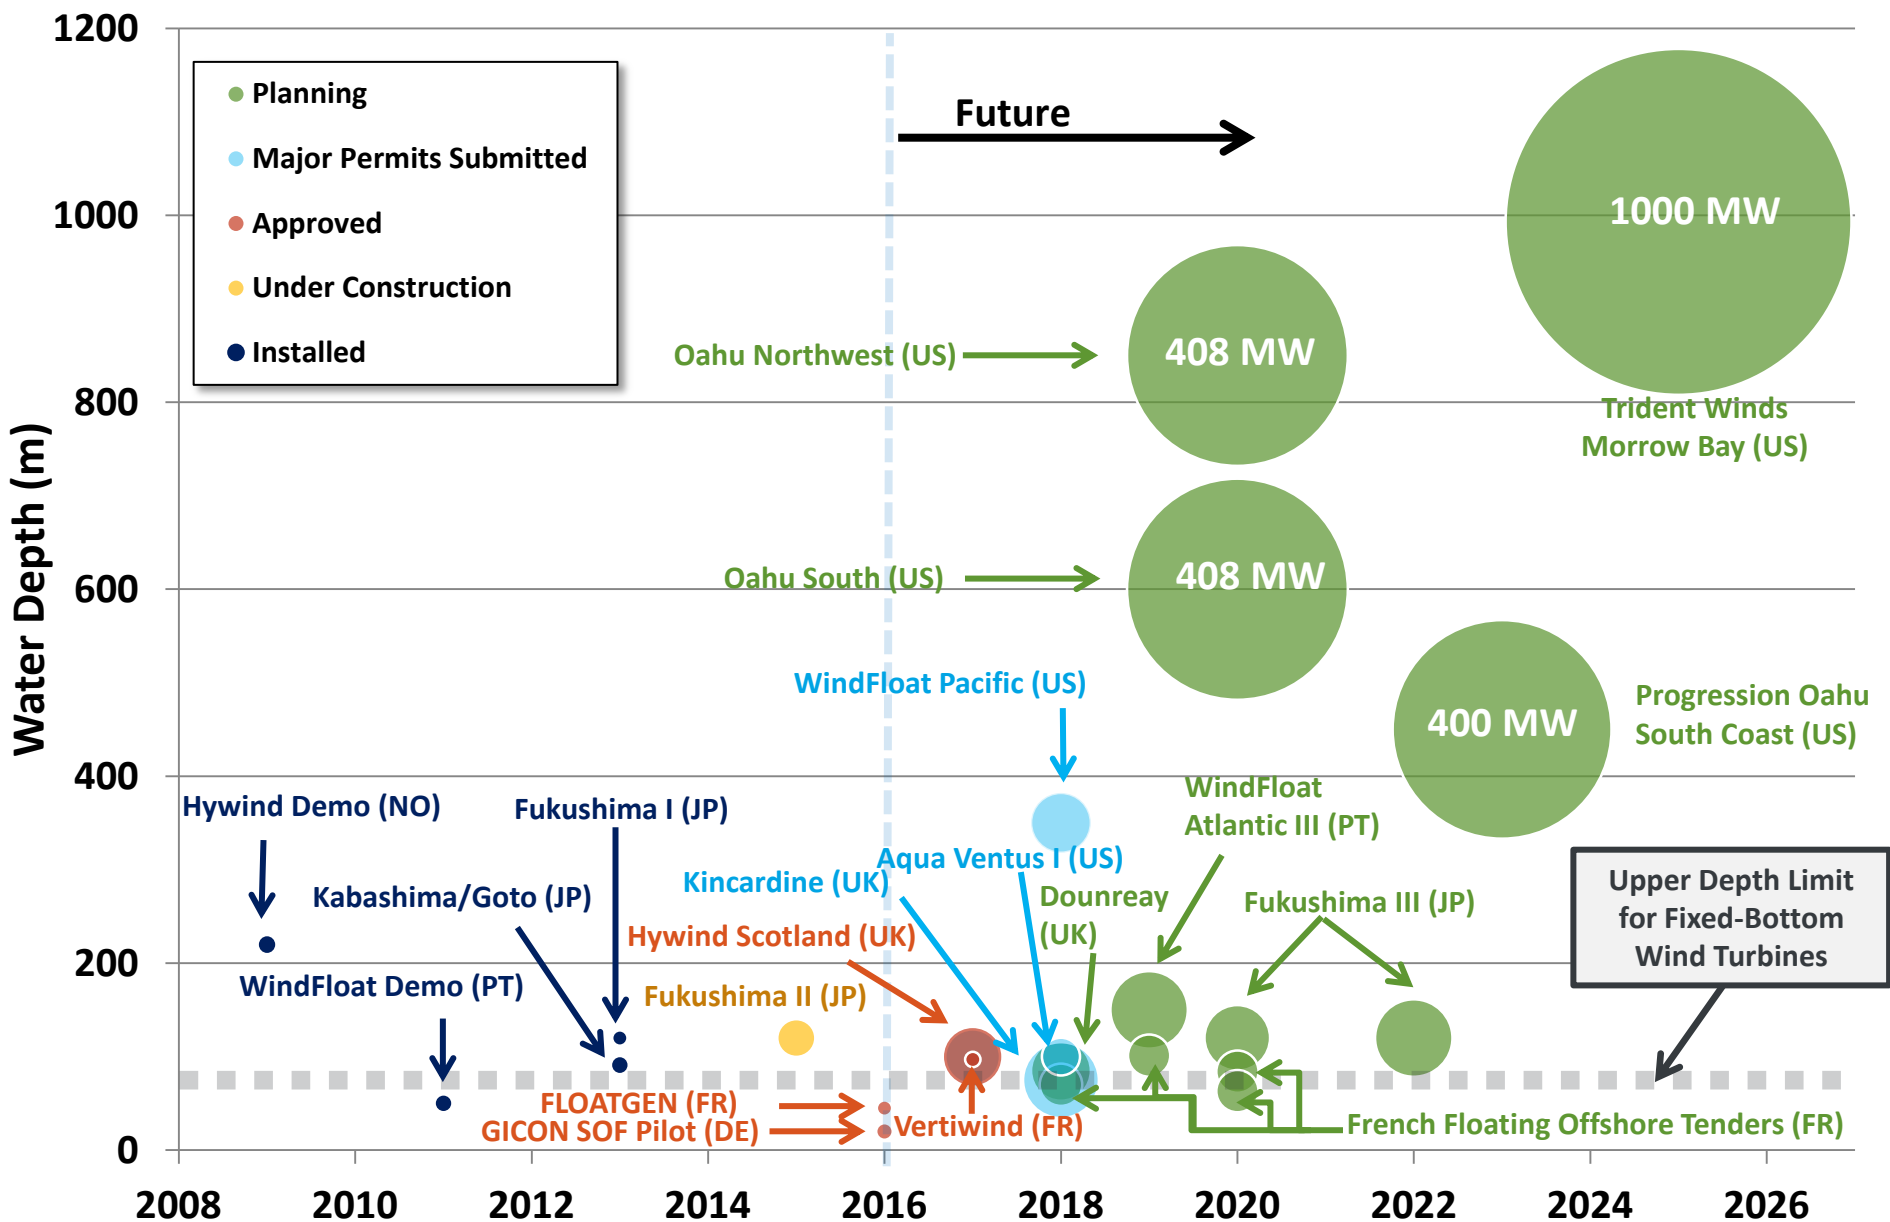 1200
1000
800
600
400
200
0
Water Depth (m)
Planning
Major Permits Submitted
Approved
Under Construction
Installed
Future
1000 MW
Trident Winds
Morrow Bay (US)
Oahu Northwest (US)
408 MW
Oahu South (US)
408 MW
WindFloat Pacific (US)
400 MW
Progression Oahu
South Coast (US)
Hywind Demo (NO)
Fukushima I (JP)
WindFloat
Atlantic III (PT)
Aqua Ventus I (US)
Kincardine (UK)
Kabashima/Goto (JP)
Dounreay
(UK)
Fukushima III (JP)
Upper Depth Limit
for Fixed-Bottom
Wind Turbines
Hywind Scotland (UK)
WindFloat Demo (PT)
Fukushima II (JP)
FLOATGEN (FR)
GICON SOF Pilot (DE)
Vertiwind (FR)
French Floating Offshore Tenders (FR)
2008
2010
2012
2014
2016
2018
2020
2022
2024
2026